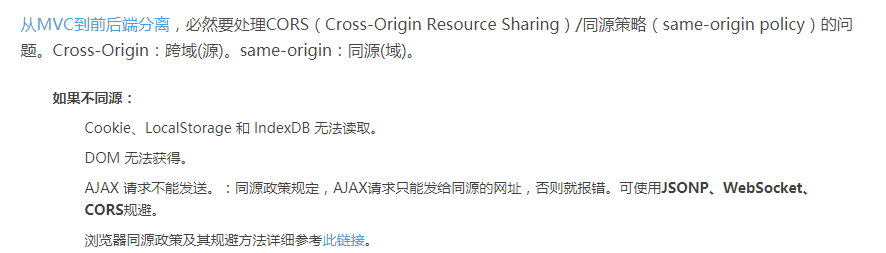 从MVC到前后端分离，必然要处理CORS（Cross-Origin Resource Sharing）/同源策略（same-origin policy）的问
题。Cross-Origin：跨域(源)。same-origin：同源(域)。
如果不同源：
Cookie、LocalStorage 和 IndexDB 无法读取。
DOM 无法获得。
AJAX 请求不能发送。：同源政策规定，AJAX请求只能发给同源的网址，否则就报错。可使用JSONP、WebSocket、
CORS规避。
浏览器同源政策及其规避方法详细参考此链接。